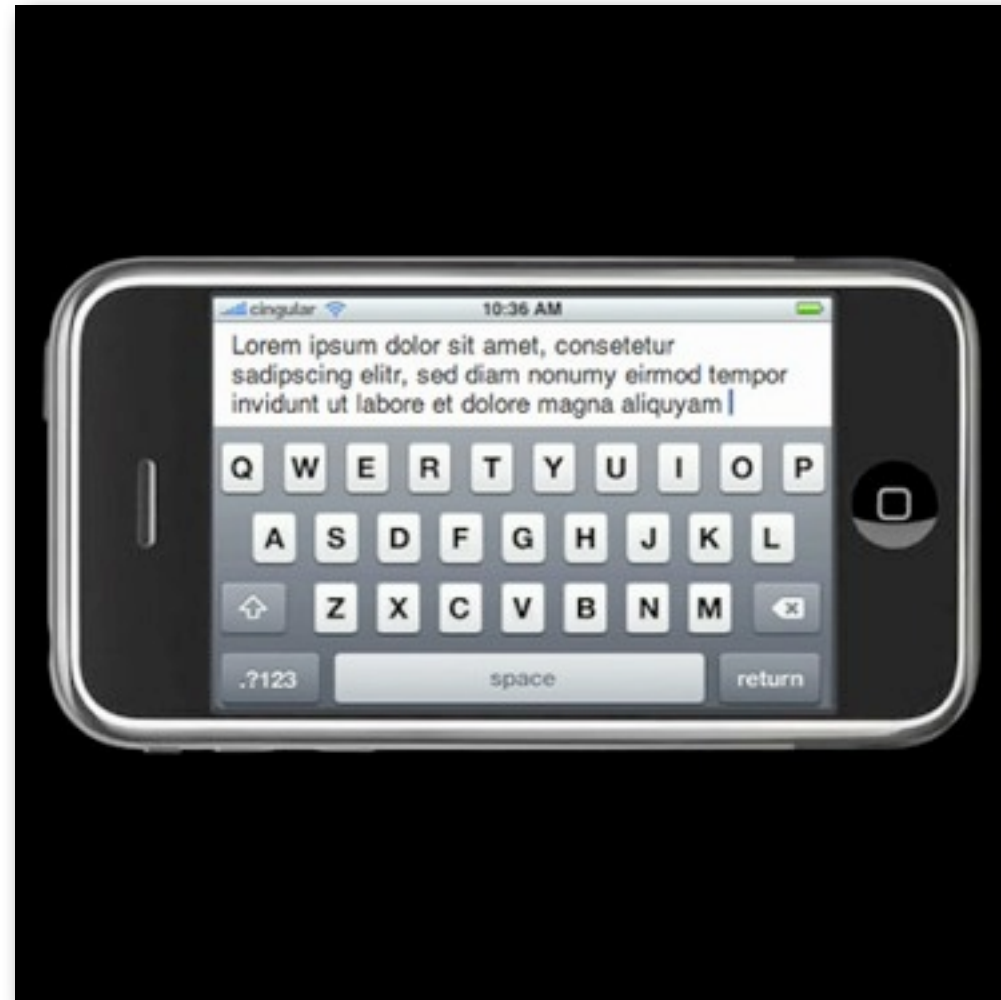 cingular 10:36 AM
Lorem ipsum dolor sit amet, consetetur
sadipscing elitr, sed diam nonumy eirmod tempor
invidunt ut labore et dolore magna aliquyam
Q W E R T Y U I O P
A S D F G H J K L
Z X C V B N M
.?123 space return